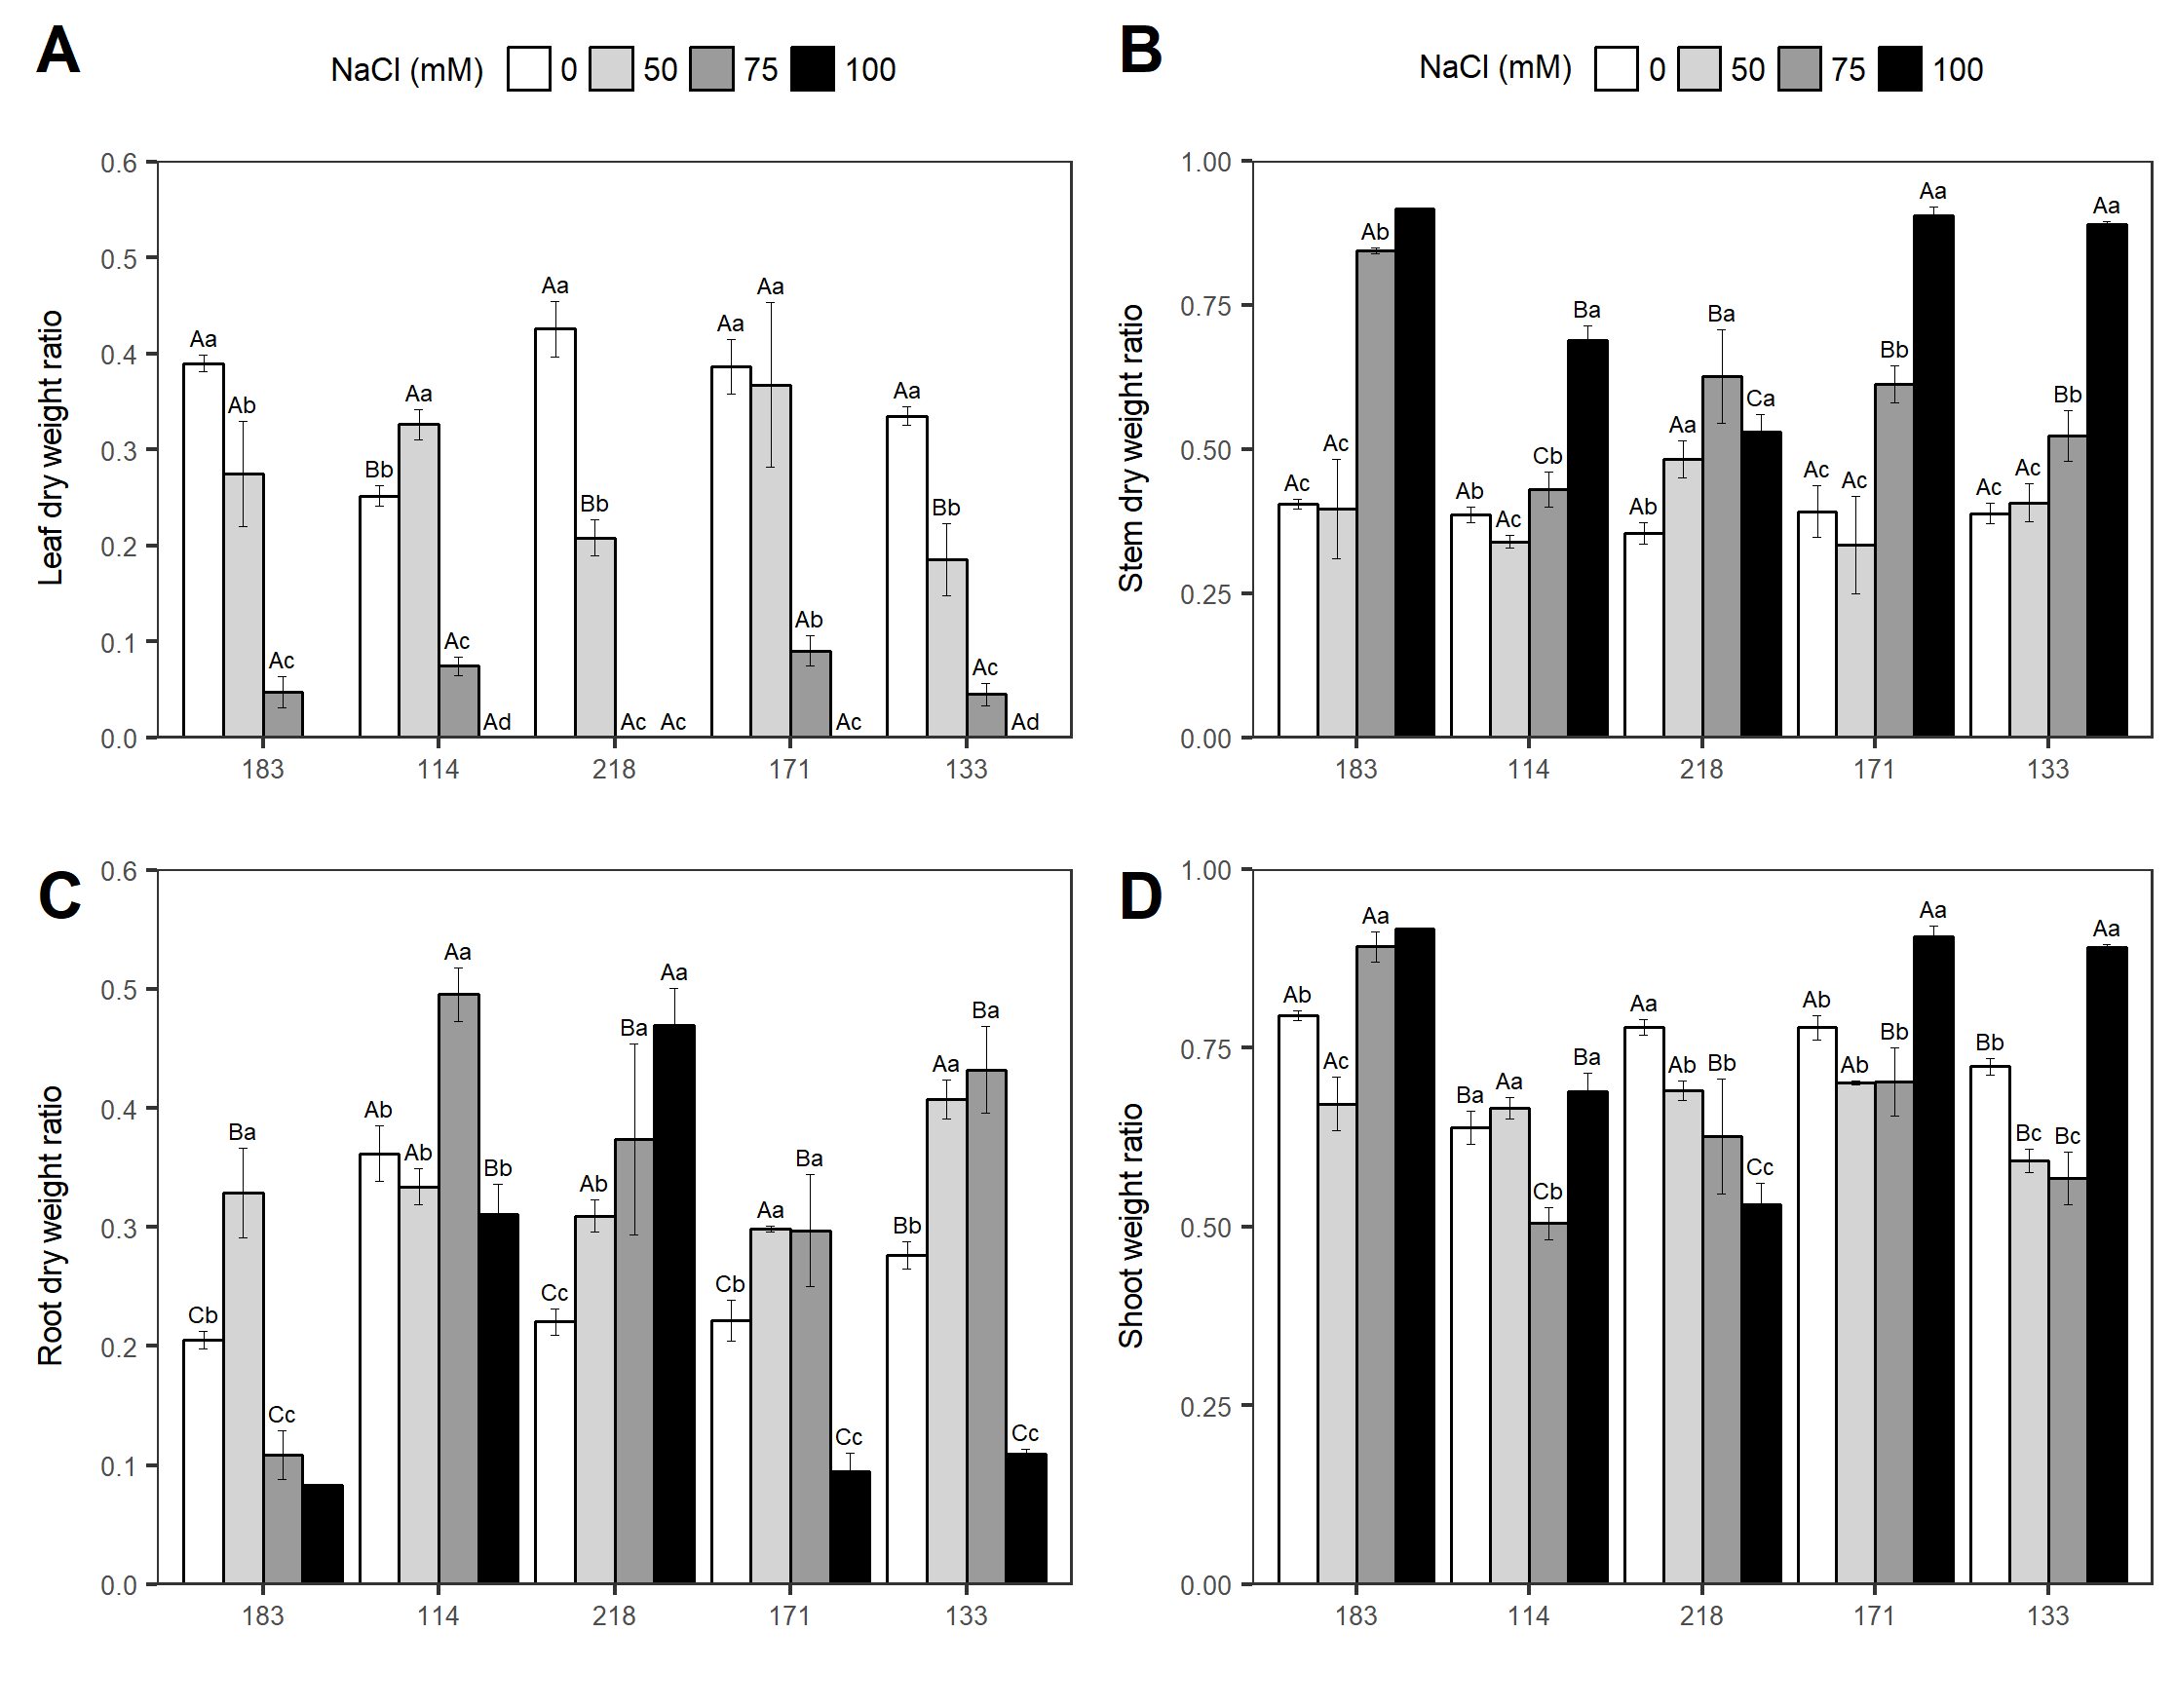 A
NaCl (mM) 0 50 75 100
B
NaCl (mM) 0 50 75 100
Leaf dry weight ratio
0.6
0.5
0.4
0.3
0.2
0.1
0.0
Aa Ab Ac
Bb Aa Ac Ad
Aa Bb Ac Ac
Aa Aa Ab Ac
Aa Bb Ac Ad
183 114 218 171 133
Stem dry weight ratio
1.00
0.75
0.50
0.25
0.00
Ac Ac Ab
Ab Ac Cb Ba
Ab Aa Ba Ca
Ac Ac Bb Aa
Ac Ac Bb Aa
183 114 218 171 133
C
Root dry weight ratio
0.6
0.5
0.4
0.3
0.2
0.1
0.0
Cb Ba Cc
Ab Ab Aa Bb
Cc Ab Ba Aa
Cb Aa Ba Cc
Bb Aa Ba Cc
183 114 218 171 133
D
Shoot weight ratio
1.00
0.75
0.50
0.25
0.00
Ab Ac Aa
Ba Aa Cb Ba
Aa Ab Bb Cc
Ab Ab Bb Aa
Bb Bc Bc Aa
183 114 218 171 133